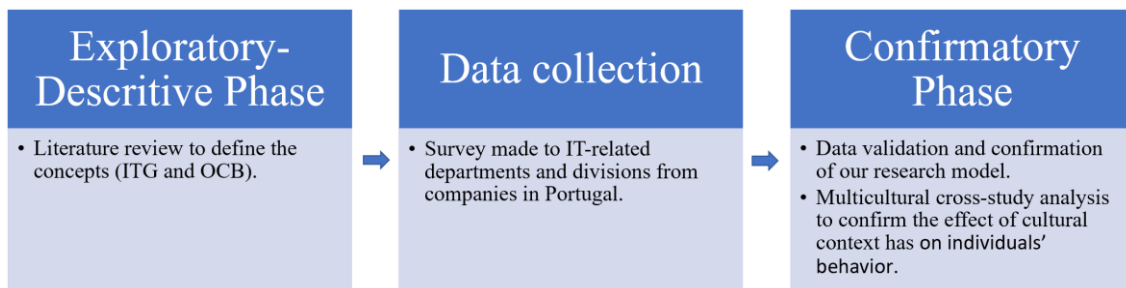 Exploratory-
Descritive Phase
• Literature review to define the
concepts (ITG and OCB).
Data collection
• Survey made to IT-related
departments and divisions from
companies in Portugal.
Confirmatory
Phase
• Data validation and confirmation
of our research model.
• Multicultural cross-study analysis
to confirm the effect of cultural
context has on individuals’
behavior.